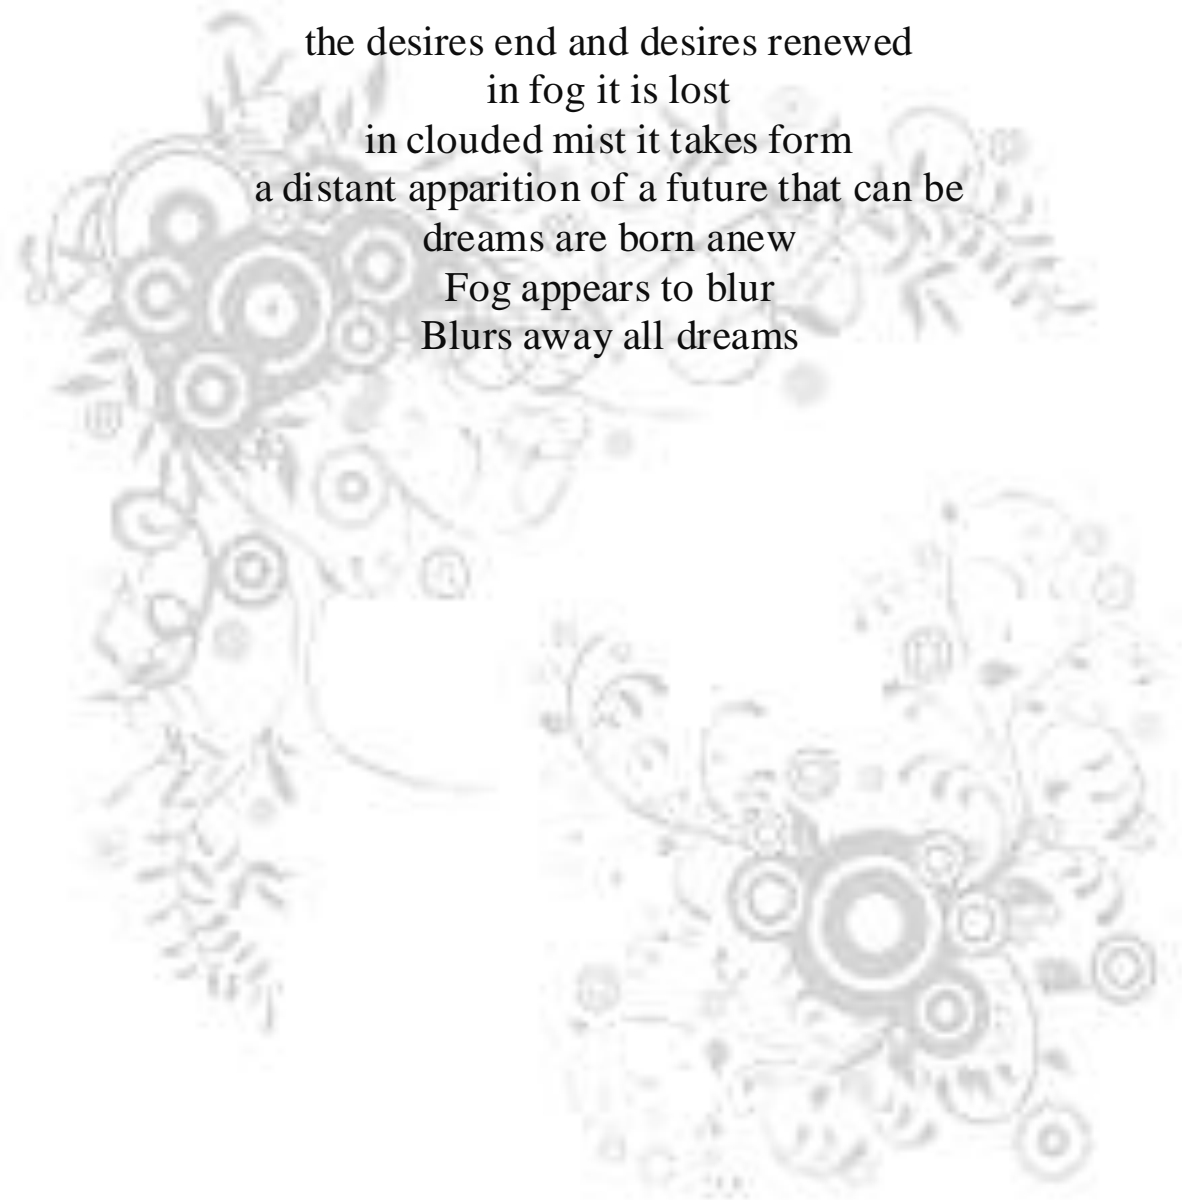 the desires end and desires renewed
in fog it is lost
in clouded mist it takes form
a distant apparition of a future that can be
dreams are born anew
Fog appears to blur
Blurs away all dreams